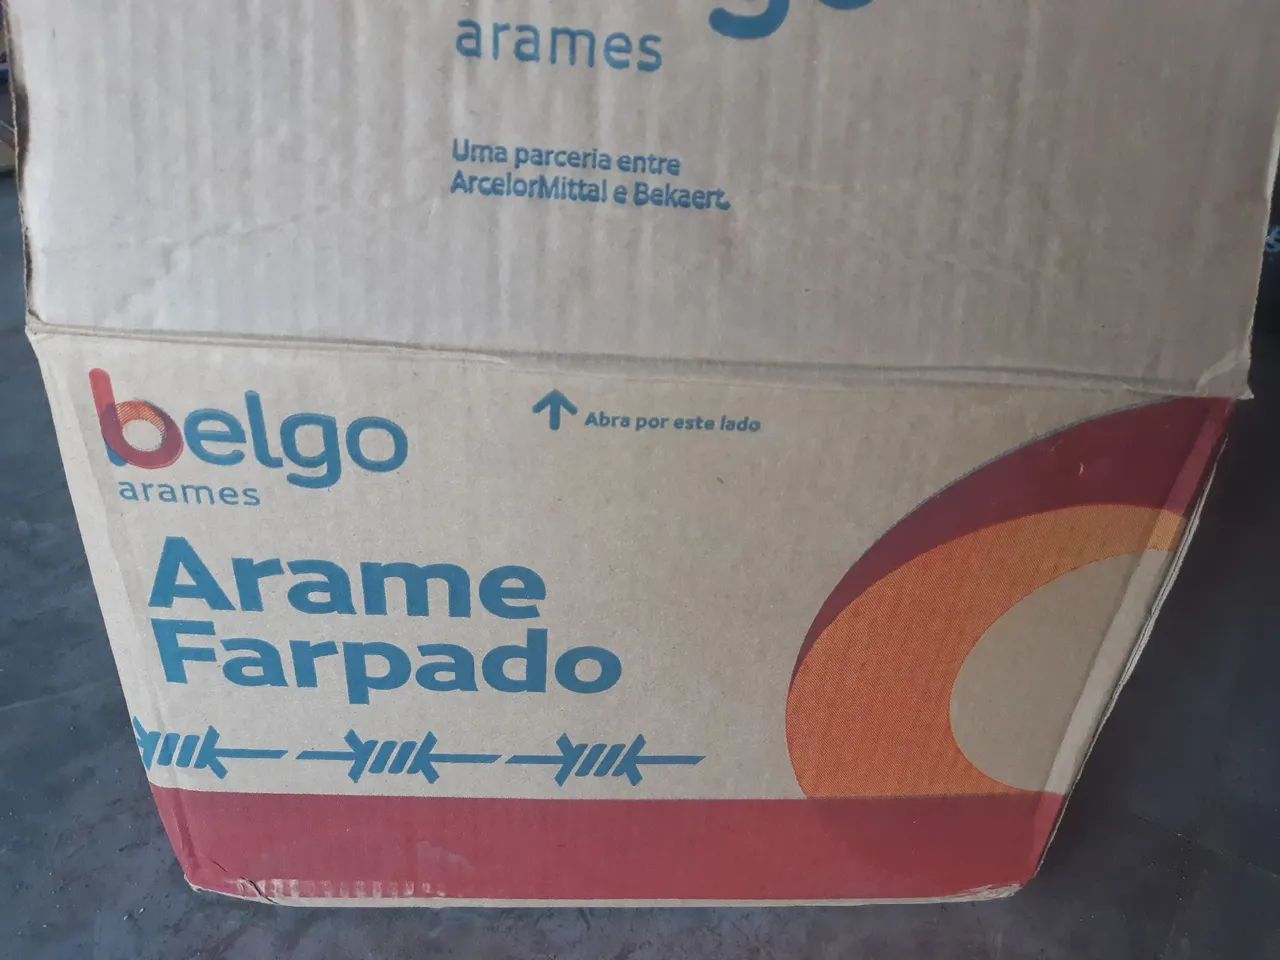 arames
Uma parceria entre
ArcelorMittal e Bekaert.
belgo
arames
Abra por este lado
Arame
Farpado